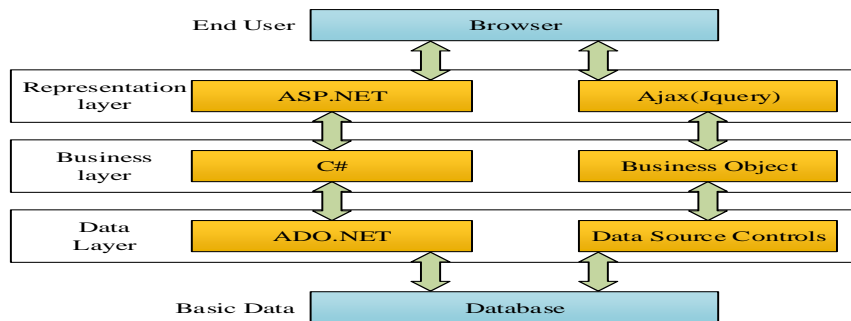 End User
Browser
Representation
layer
ASP.NET
Ajax(Jquery)
Business
layer
C#
Business Object
Data
Layer
ADO.NET
Data Source Controls
Basic Data
Database